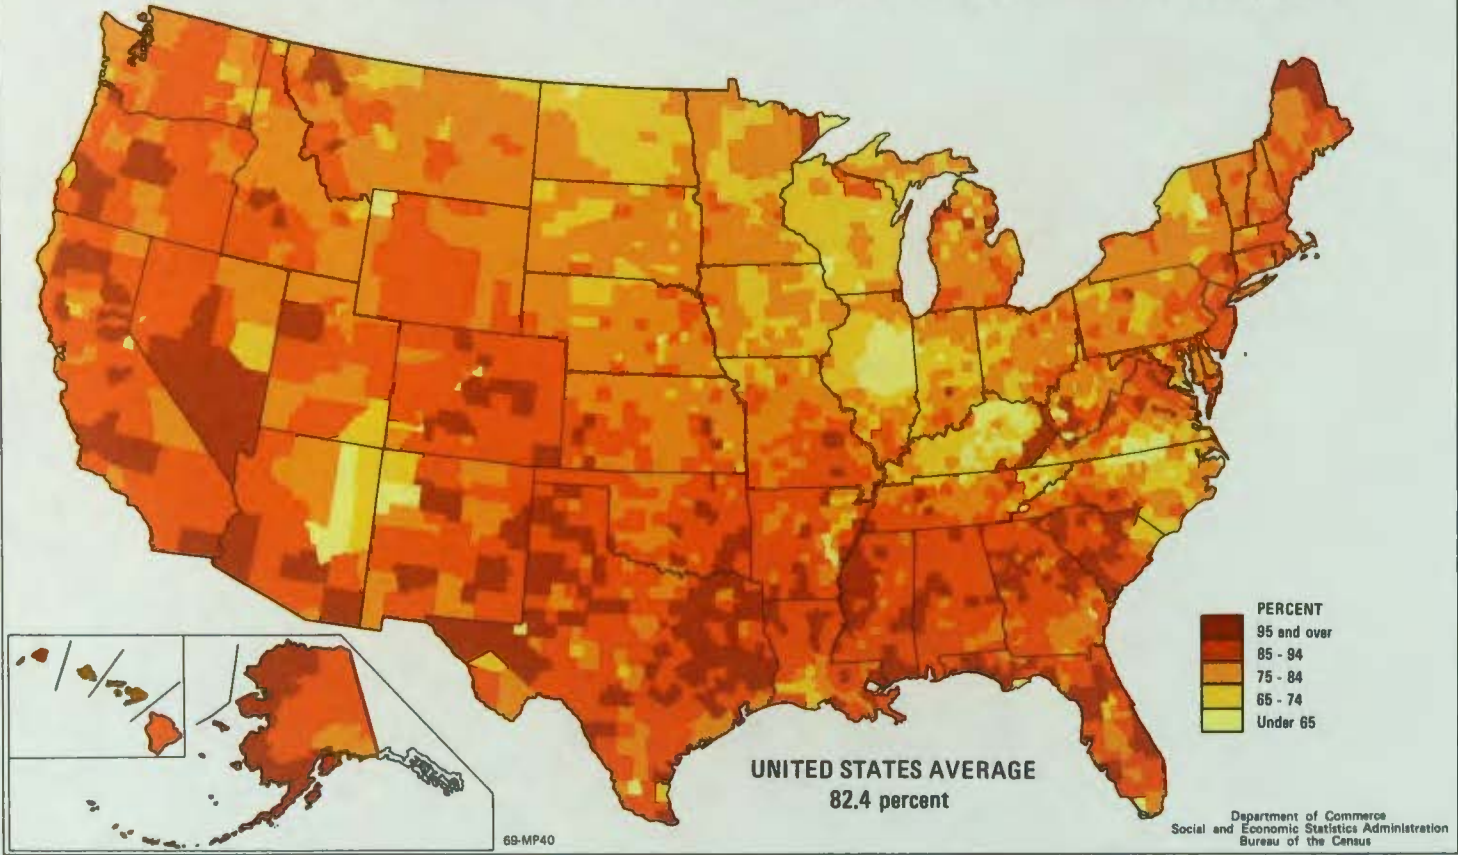 PERCENT
95 and over
85 - 94
75 - 84
65 - 74
Under 65
UNITED STATES AVERAGE
82.4 percent
69-MP40
Department of Commerce
Social and Economic Statistics Administration
Bureau of the Census